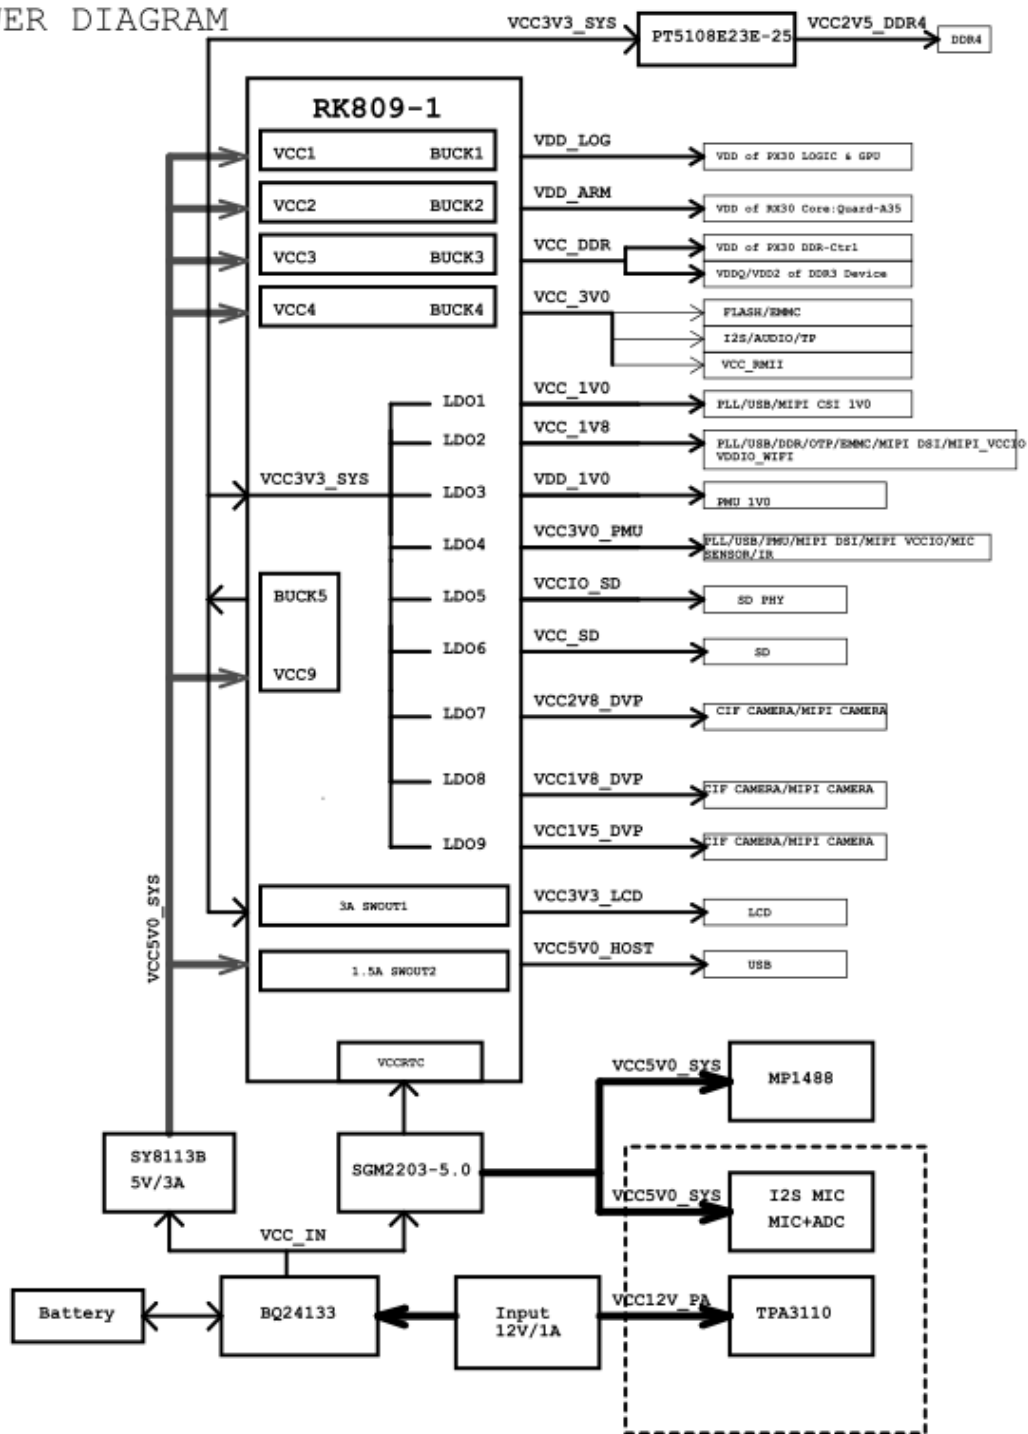 ER DIAGRAM
VCC3V3_SYS
PT5108E23E-25
VCC2V5_DDR4
DDR4
RK809-1
VCC1 BUCK1
VDD_LOG
VDD of PX30 LOGIC & GPU
VCC2 BUCK2
VDD_ARM
VDD of RX30 Core:Quard-A35
VCC3 BUCK3
VCC_DDR
VDD of PX30 DDR-Ctrl
VDDQ/VDD2 of DDR3 Device
VCC4 BUCK4
VCC_3V0
FLASH/EMMC
I2S/AUDIO/TP
VCC_RMII
LDO1
VCC_1V0
PLL/USB/MIPI CSI 1V0
LDO2
VCC_1V8
PLL/USB/DDR/OTP/EMMC/MIPI DSI/MIPI_VCCIO
VDDIO_WIFI
VCC3V3_SYS
LDO3
VDD_1V0
PMU 1V0
LDO4
VCC3V0_PMU
PLL/USB/PMU/MIPI DSI/MIPI VCCIO/MIC
SENSOR/IR
BUCK5
LDO5
VCCIO_SD
SD PHY
LDO6
VCC_SD
SD
VCC9
LDO7
VCC2V8_DVP
CIF CAMERA/MIPI CAMERA
LDO8
VCC1V8_DVP
CIF CAMERA/MIPI CAMERA
LDO9
VCC1V5_DVP
CIF CAMERA/MIPI CAMERA
VCC5V0_SYS
3A SWOUT1
VCC3V3_LCD
LCD
1.5A SWOUT2
VCC5V0_HOST
USB
VCCRTC
VCC5V0_SYS
MP1488
SY8113B
5V/3A
SGM2203-5.0
VCC5V0_SYS
I2S MIC
MIC+ADC
VCC_IN
Battery
BQ24133
Input
12V/1A
VCC12V_PA
TPA3110